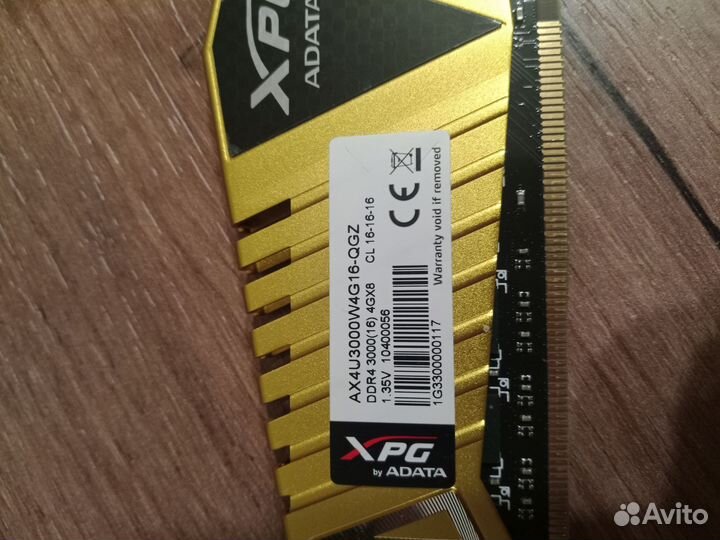 XPG
ADATA
AX4U3000W4G16-QGZ
DDR4 3000(16) 4GX8 CL 16-16-16
1.35V 10400056
1G3300000117
Warranty void if removed
CE
XPG
by ADATA
Avito